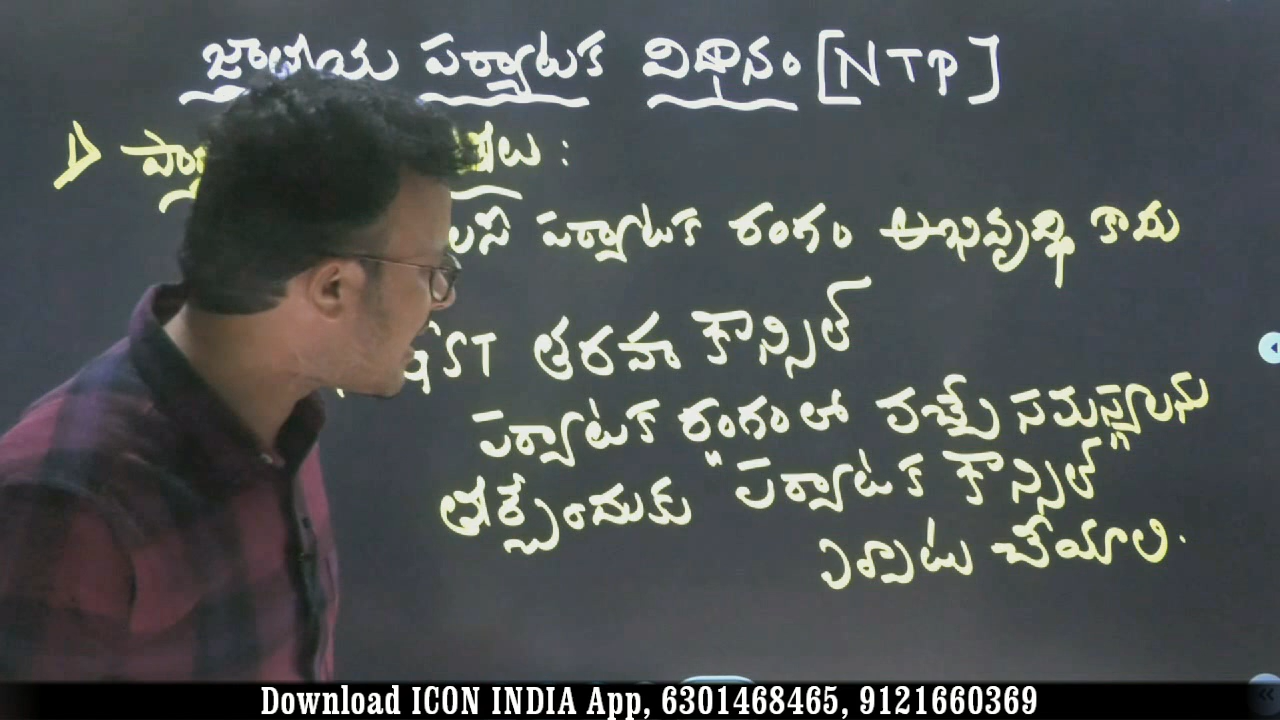 జాతీయ పర్యాటక విధానం [NTP]
లు :
పర్యాటక రంగం అభివృద్ధి కారు
GST తరహా కౌన్సిల్
పర్యాటక రంగంలో వచ్చే సమస్యలను
తీర్చేందుకు పర్యాటక కౌన్సిల్
ఏర్పాటు చేయాలి.
Download ICON INDIA App, 6301468465, 9121660369